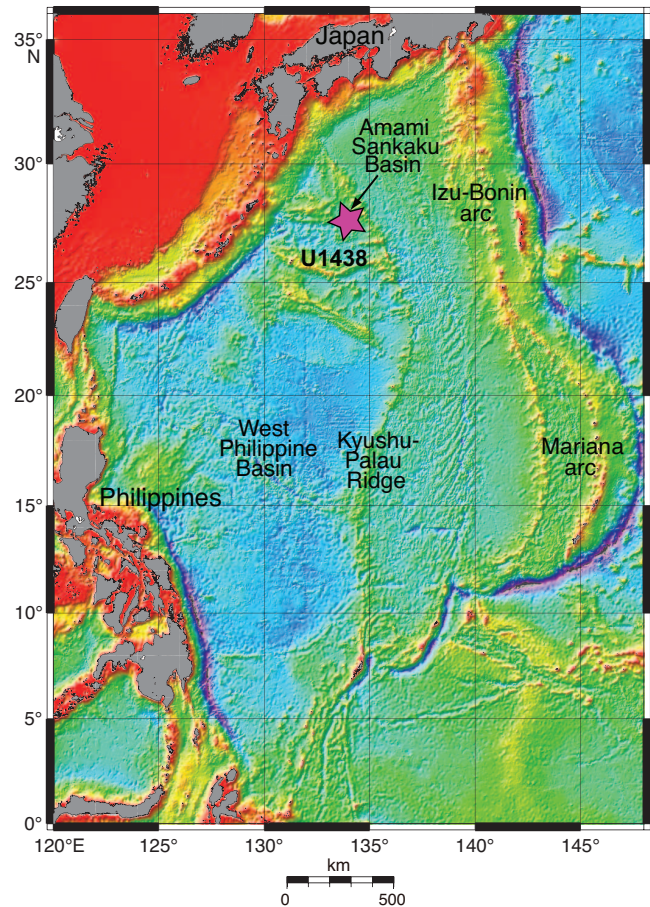 35°
N
Japan
Amami
Sankaku
Basin
30°
Izu-Bonin
arc
U1438
25°
20°
West
Philippine
Basin
Kyushu-
Palau
Ridge
Mariana
arc
15°
Philippines
10°
5°
0°
120°E
125°
130°
135°
140°
145°
km
0
500